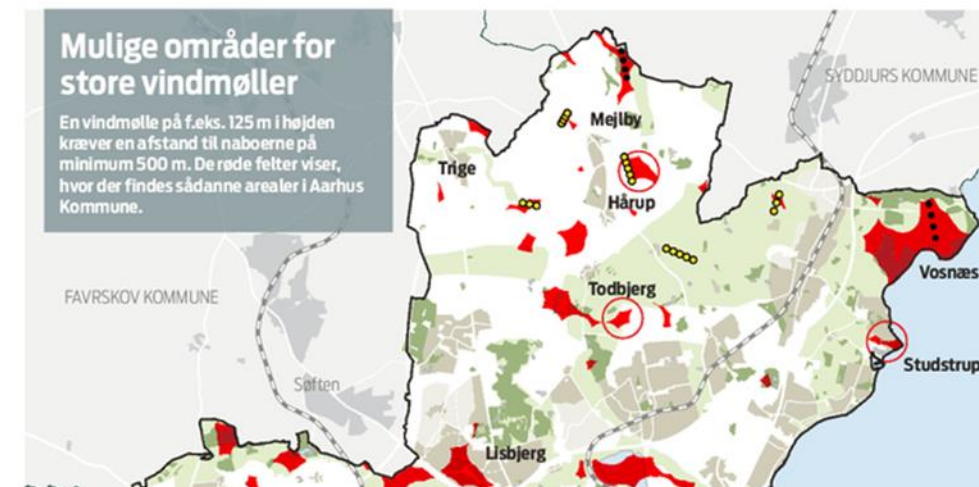 Mulige områder for
store vindmøller
En vindmølle på f.eks. 125 m i højden
kræver en afstand til naboerne på
minimum 500 m. De røde felter viser,
hvor der findes sådanne arealer i Aarhus
Kommune.
SYDDJURS KOMMUNE
Mejlby
Trige
Hårup
Vosnæs
Todbjerg
FAVRSKOV KOMMUNE
Studstrup
Søften
Lisbjerg